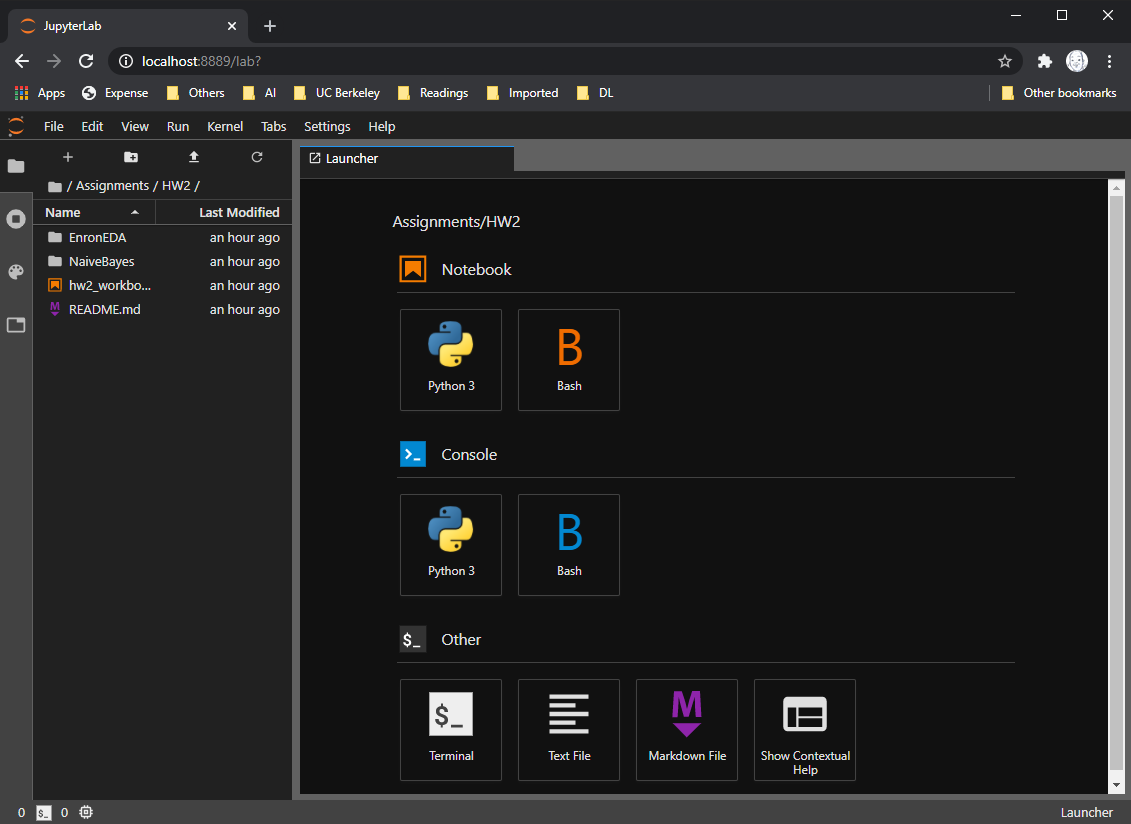 JupyterLab
localhost:8889/lab?
Apps Expense Others AI UC Berkeley Readings Imported DL Other bookmarks
File Edit View Run Kernel Tabs Settings Help
/ Assignments / HW2 /
Name Last Modified
EnronEDA an hour ago
NaiveBayes an hour ago
hw2_workbo... an hour ago
M README.md an hour ago
Launcher
Assignments/HW2
Notebook
B
Python 3 Bash
>_ Console
B
Python 3 Bash
$_ Other
$_ M
Terminal Text File Markdown File Show Contextual
Help
0 $_ 0 Launcher